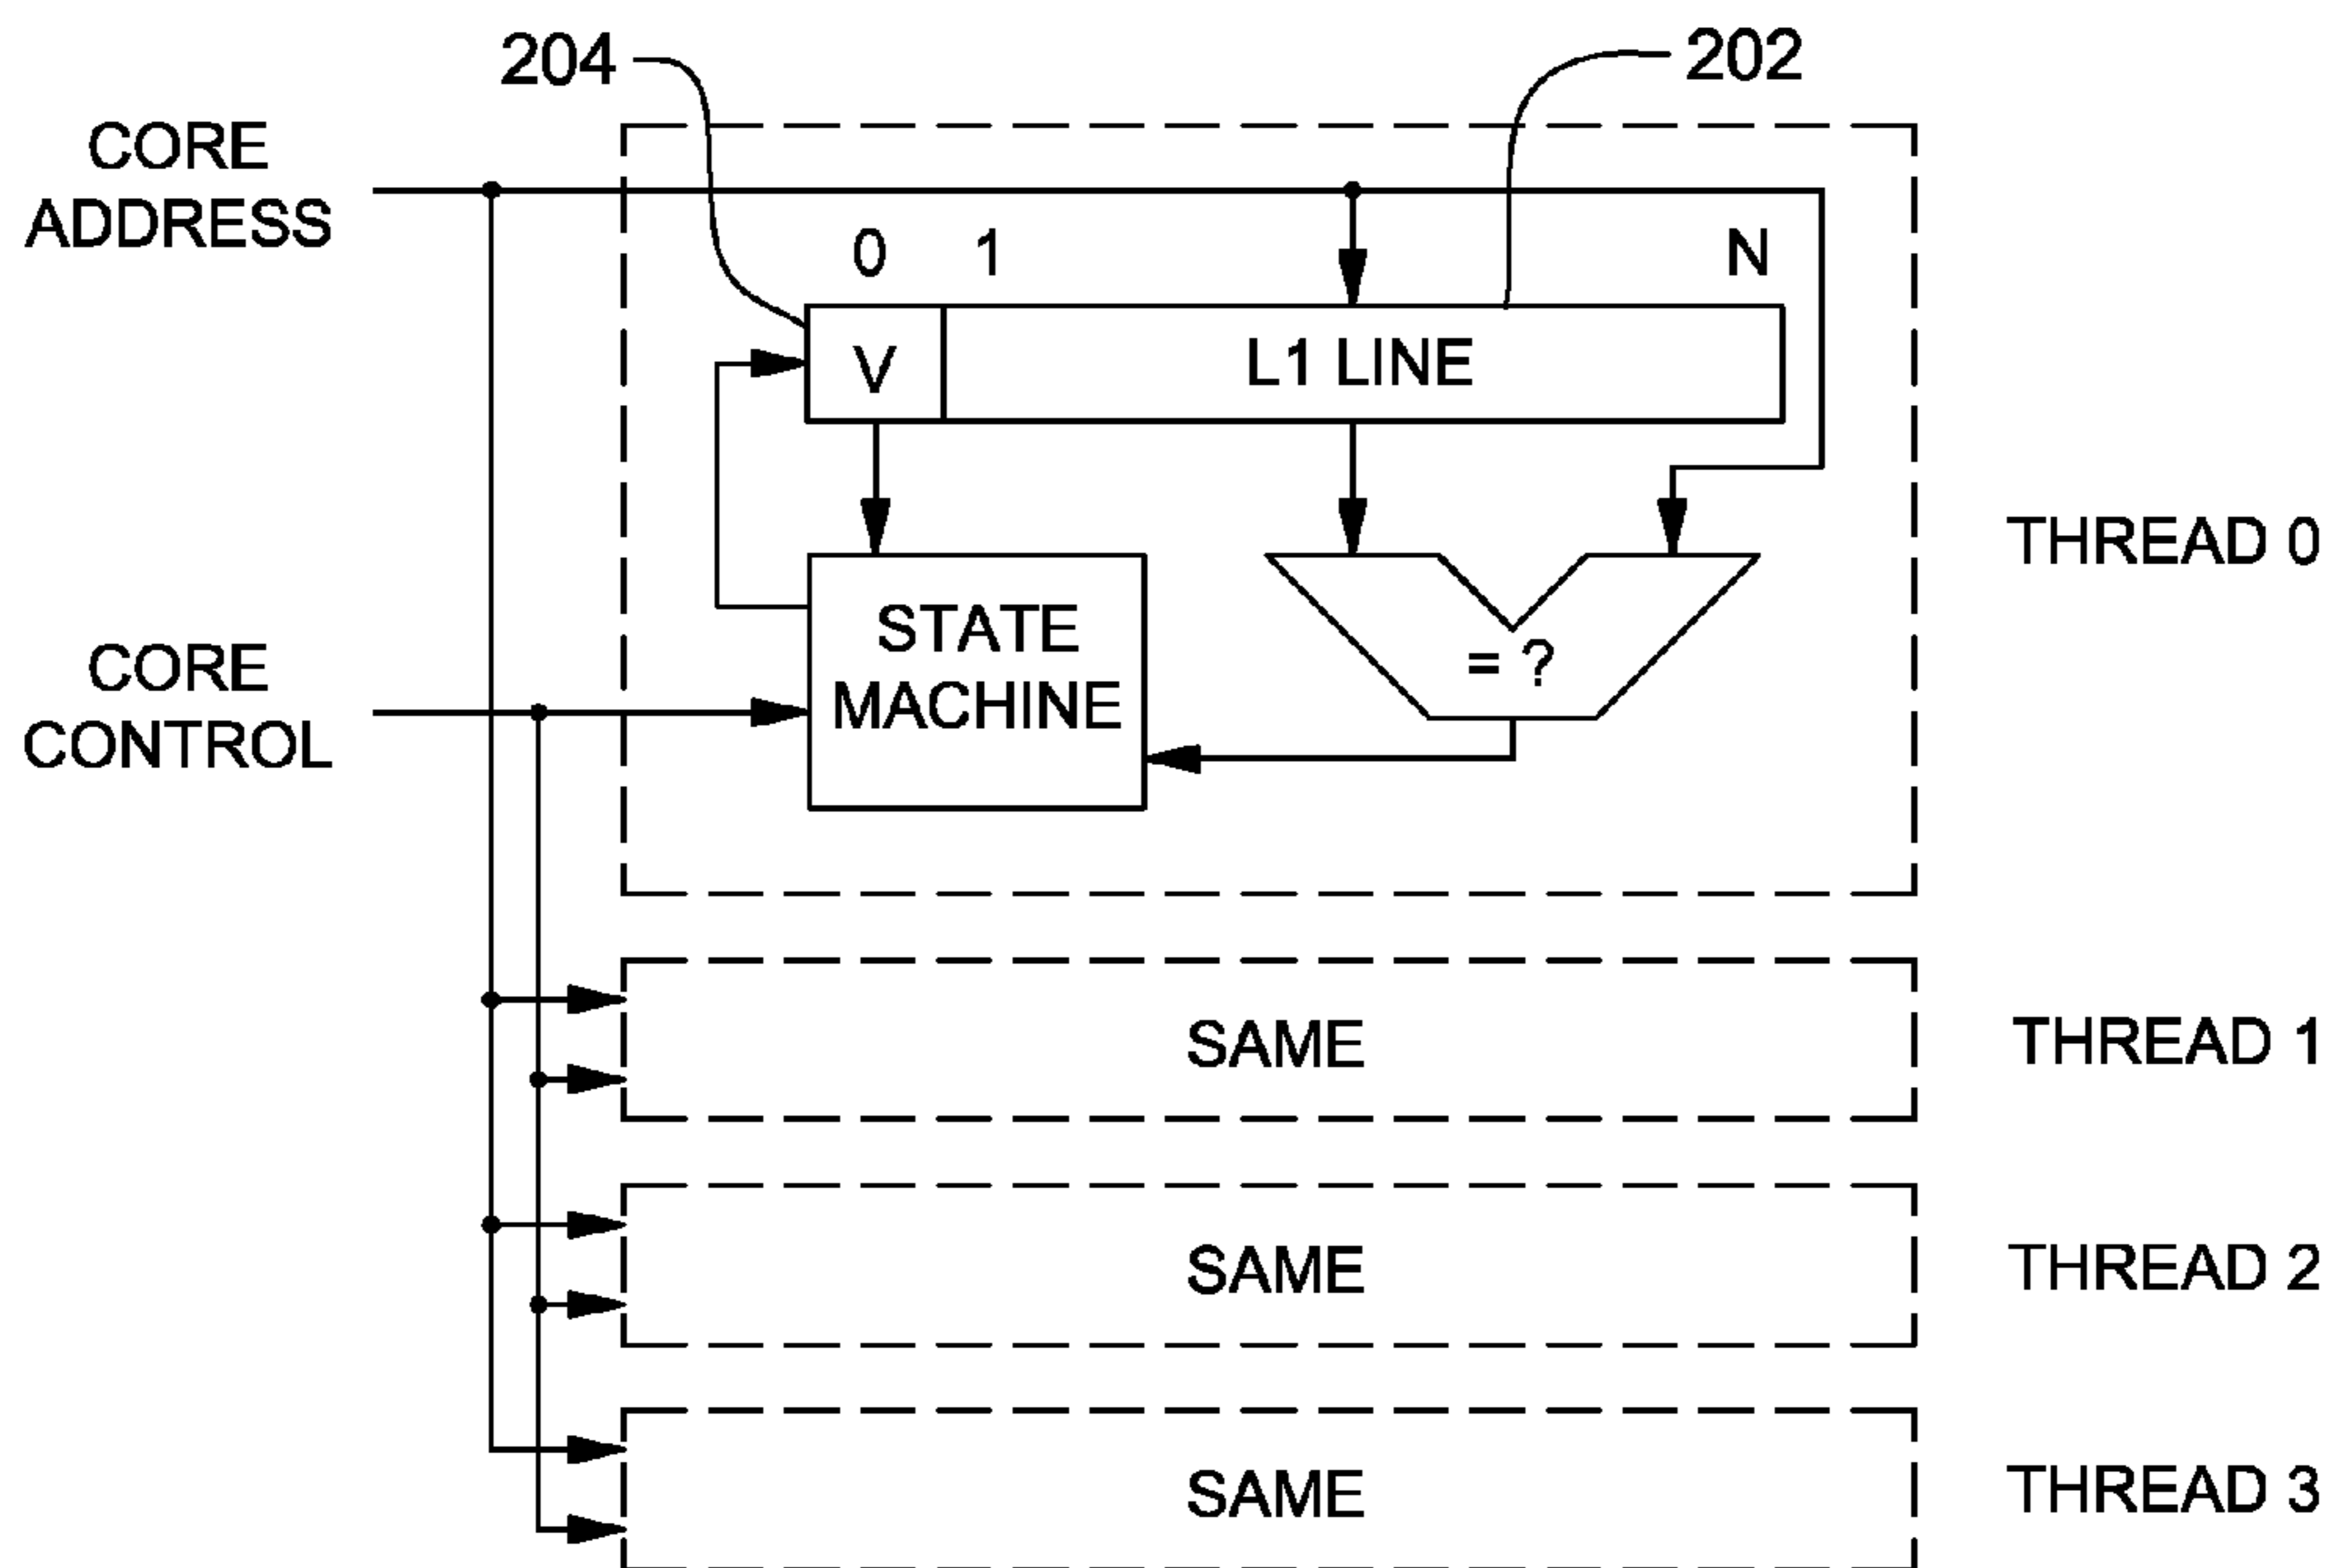 204
202
CORE
ADDRESS
0 1 N
V L1 LINE
THREAD 0
STATE
MACHINE
= ?
CORE
CONTROL
SAME
THREAD 1
SAME
THREAD 2
SAME
THREAD 3